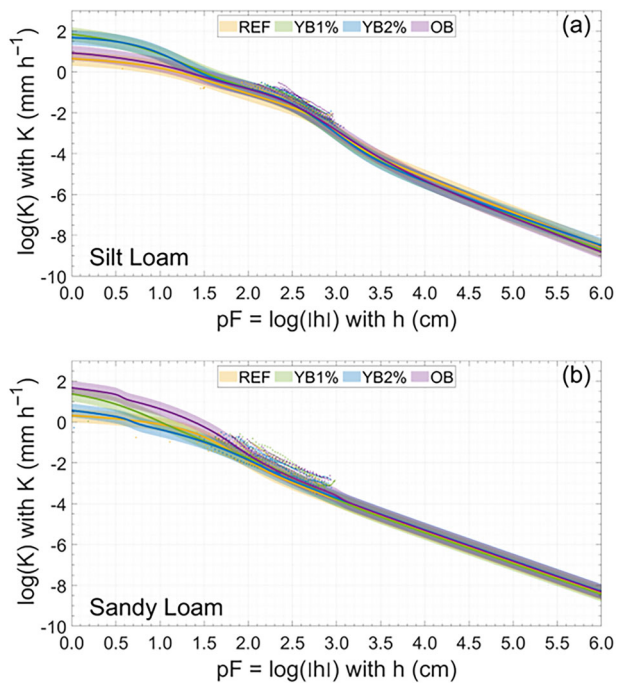 REF YB1% YB2% OB (a)
2
0
-2
-4
-6
-8
-10
log(K) with K (mm h⁻¹)
Silt Loam
0.0 0.5 1.0 1.5 2.0 2.5 3.0 3.5 4.0 4.5 5.0 5.5 6.0
pF = log(|h|) with h (cm)
REF YB1% YB2% OB (b)
2
0
-2
-4
-6
-8
-10
log(K) with K (mm h⁻¹)
Sandy Loam
0.0 0.5 1.0 1.5 2.0 2.5 3.0 3.5 4.0 4.5 5.0 5.5 6.0
pF = log(|h|) with h (cm)